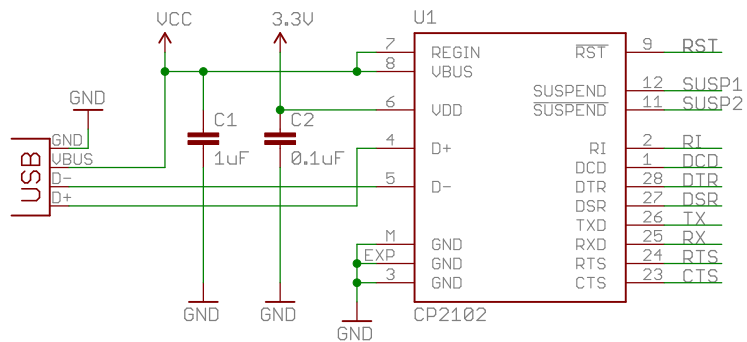 VCC
3.3V
U1
7
REGIN
RST
9
RST
8
VBUS
SUSPEND
12
SUSP1
GND
6
VDD
SUSPEND
11
SUSP2
C1
C2
1uF
0.1uF
USB
GND
VBUS
D-
D+
4
D+
RI
2
RI
DCD
1
DCD
5
D-
DTR
28
DTR
DSR
27
DSR
TXD
26
TX
M
GND
RXD
25
RX
EXP
GND
RTS
24
RTS
3
GND
CTS
23
CTS
GND
GND
GND
CP2102